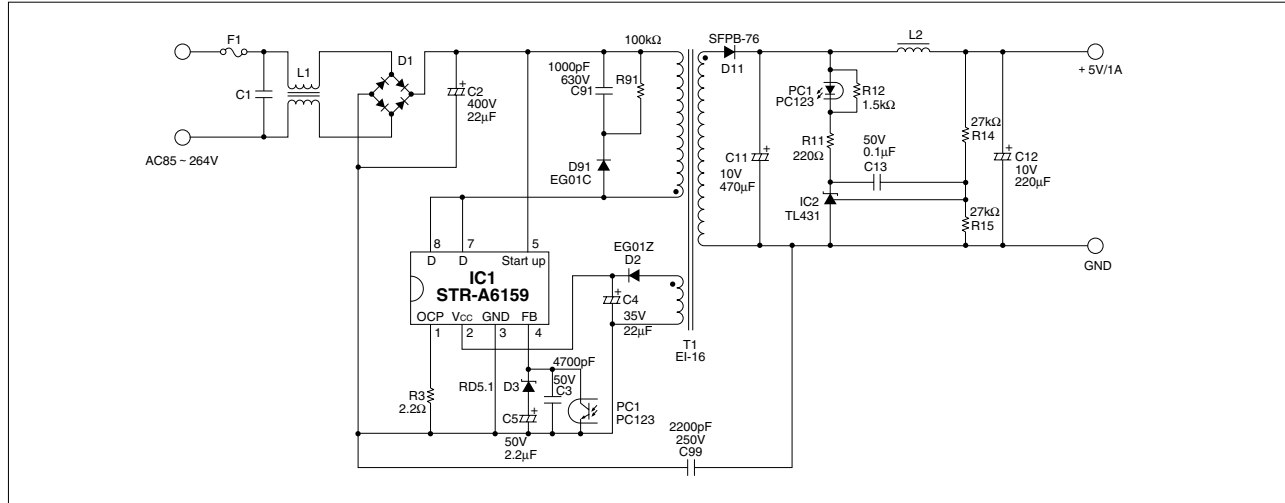 F1
C1
L1
D1
AC85 ~ 264V
C2
400V
22μF
1000pF
630V
C91
100kΩ
R91
D91
EG01C
SFPB-76
D11
L2
+ 5V/1A
PC1
PC123
R12
1.5kΩ
R11
220Ω
50V
0.1μF
C13
27kΩ
R14
C11
10V
470μF
IC2
TL431
27kΩ
R15
C12
10V
220μF
GND
8 7 5
D D Start up
IC1
STR-A6159
OCP Vcc GND FB
1 2 3 4
EG01Z
D2
C4
35V
22μF
T1
EI-16
R3
2.2Ω
RD5.1
D3
4700pF
50V
C3
C5
50V
2.2μF
PC1
PC123
2200pF
250V
C99
+
+
+
+
+